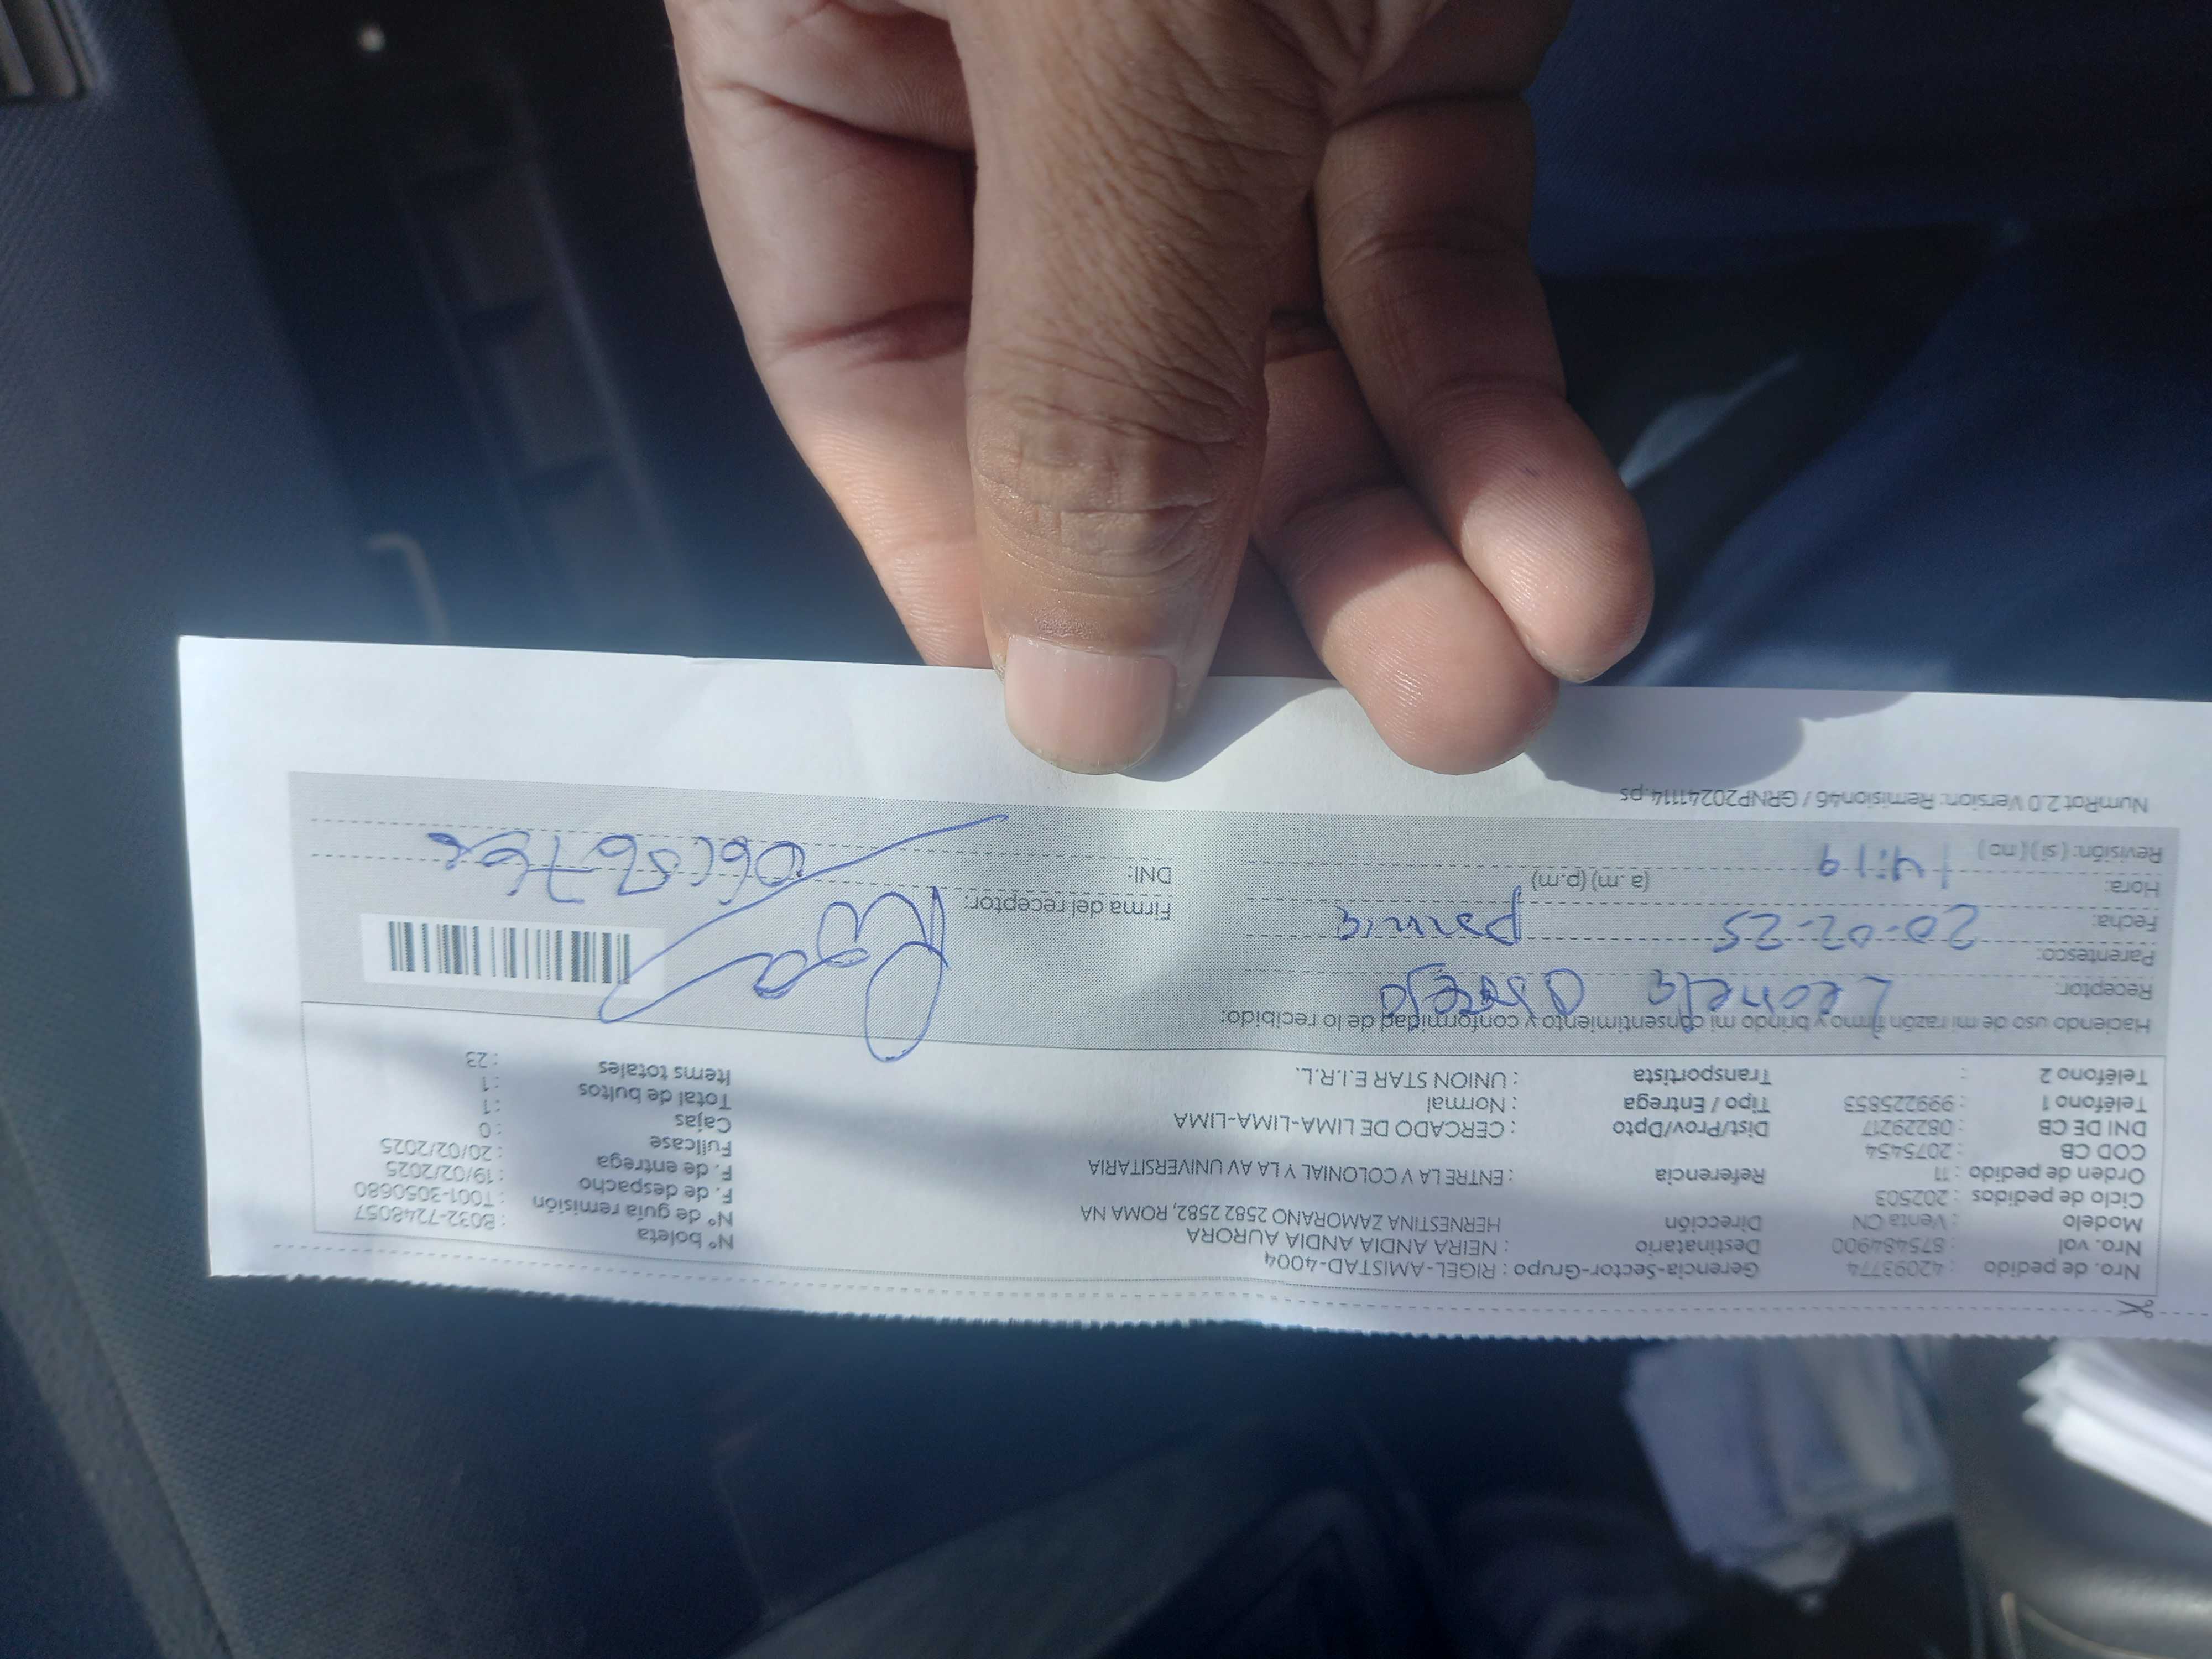 Nro. de pedido : 42093774 Gerencia-Sector-Grupo : RIGEL-AMISTAD-4004 N° boleta : B032-7248057
Nro. vol : 875484900 Destinatario : NEIRA ANDIA ANDIA AURORA N° de guía remisión : T001-3050680
Modelo : Venta CN Dirección HERNESTINA ZAMORANO 2582 2582, ROMA NA F. de despacho : 19/02/2025
Ciclo de pedidos : 202503 F. de entrega : 20/02/2025
Orden de pedido : 11 Referencia : ENTRE LA V COLONIAL Y LA AV UNIVERSITARIA Fullcase : 0
COD CB : 2075454 Cajas : 1
DNI DE CB : 08229217 Dist/Prov/Dpto : CERCADO DE LIMA-LIMA-LIMA Total de bultos : 1
Teléfono 1 : 999225853 Tipo / Entrega : Normal Items totales : 23
Teléfono 2 : Transportista : UNION STAR E.I.R.L.
Haciendo uso de mi razón firmo y brindo mi consentimiento y conformidad de lo recibido:
Receptor: Leonela
Parentesco:
Fecha: 20-02-25
Hora: 14:19 (a.m) (p.m)
Revisión: ( si ) ( no )
Firma del receptor:
DNI:
NumRot 2.0 Version: Remision46 / GRNP20241114.ps